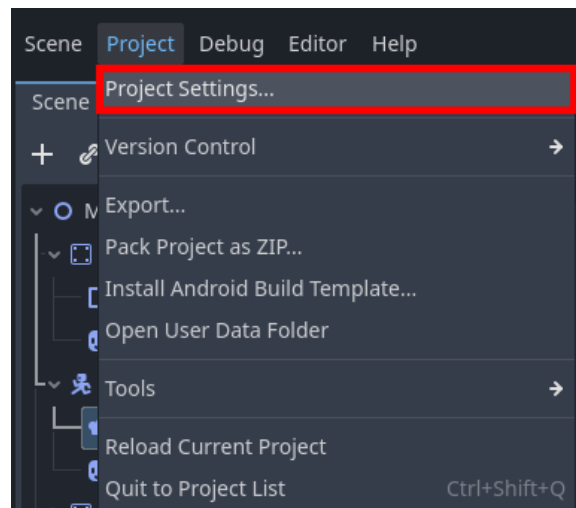 Scene Project Debug Editor Help
Project Settings...
Scene
Version Control
Export...
Pack Project as ZIP...
Install Android Build Template...
Open User Data Folder
Tools
Reload Current Project
Quit to Project List Ctrl+Shift+Q